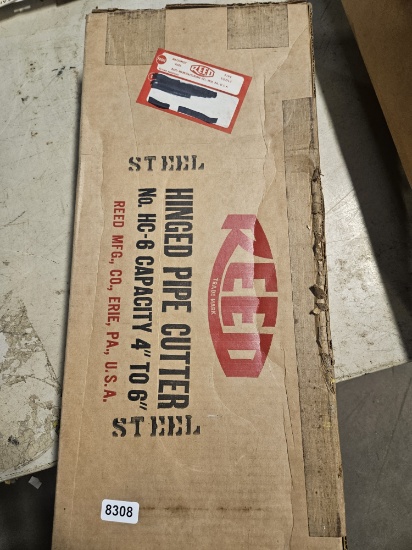 REED
STEEL
REED
TRADE MARK
HINGED PIPE CUTTER
No. HC-6 CAPACITY 4" TO 6"
REED MFG., CO., ERIE, PA., U.S.A.
STEEL
8308